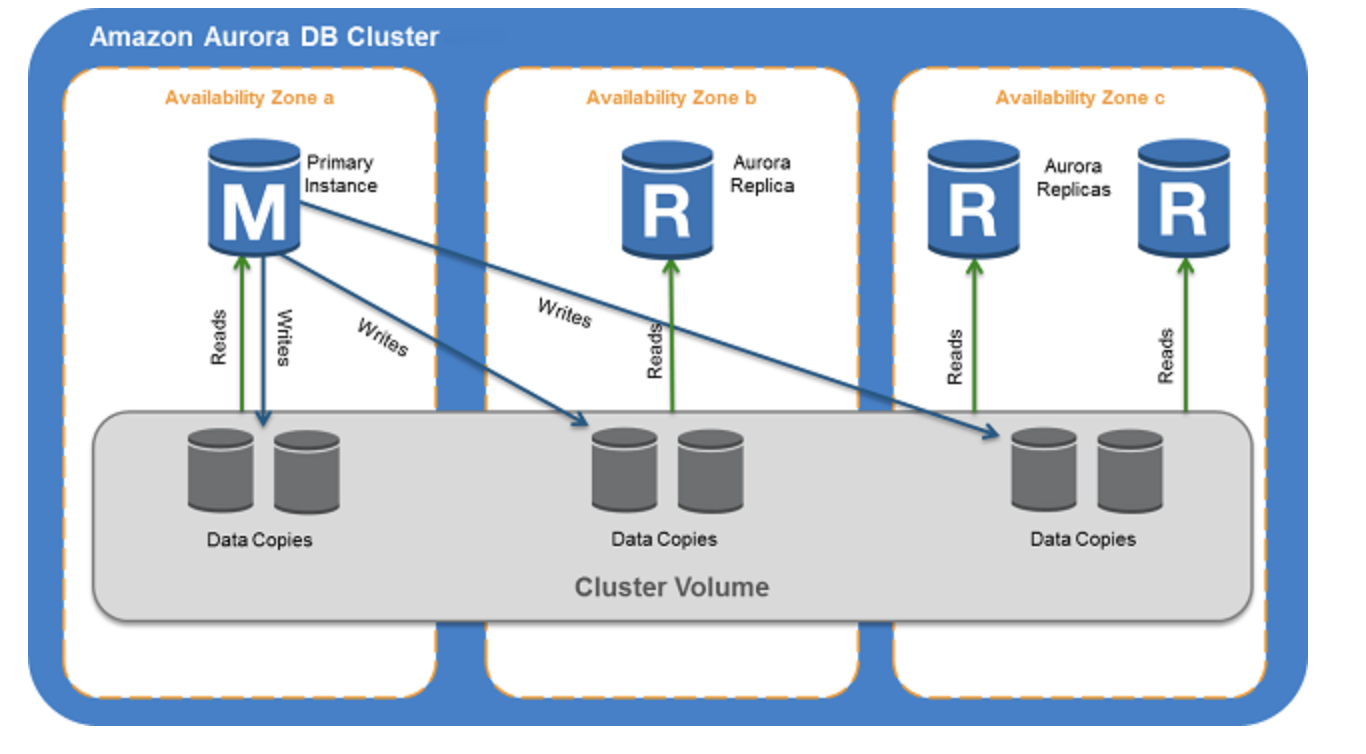 Amazon Aurora DB Cluster
Availability Zone a
Availability Zone b
Availability Zone c
M
Primary
Instance
R
Aurora
Replica
R
Aurora
Replicas
R
Reads
Writes
Writes
Writes
Reads
Reads
Reads
Data Copies
Data Copies
Data Copies
Cluster Volume